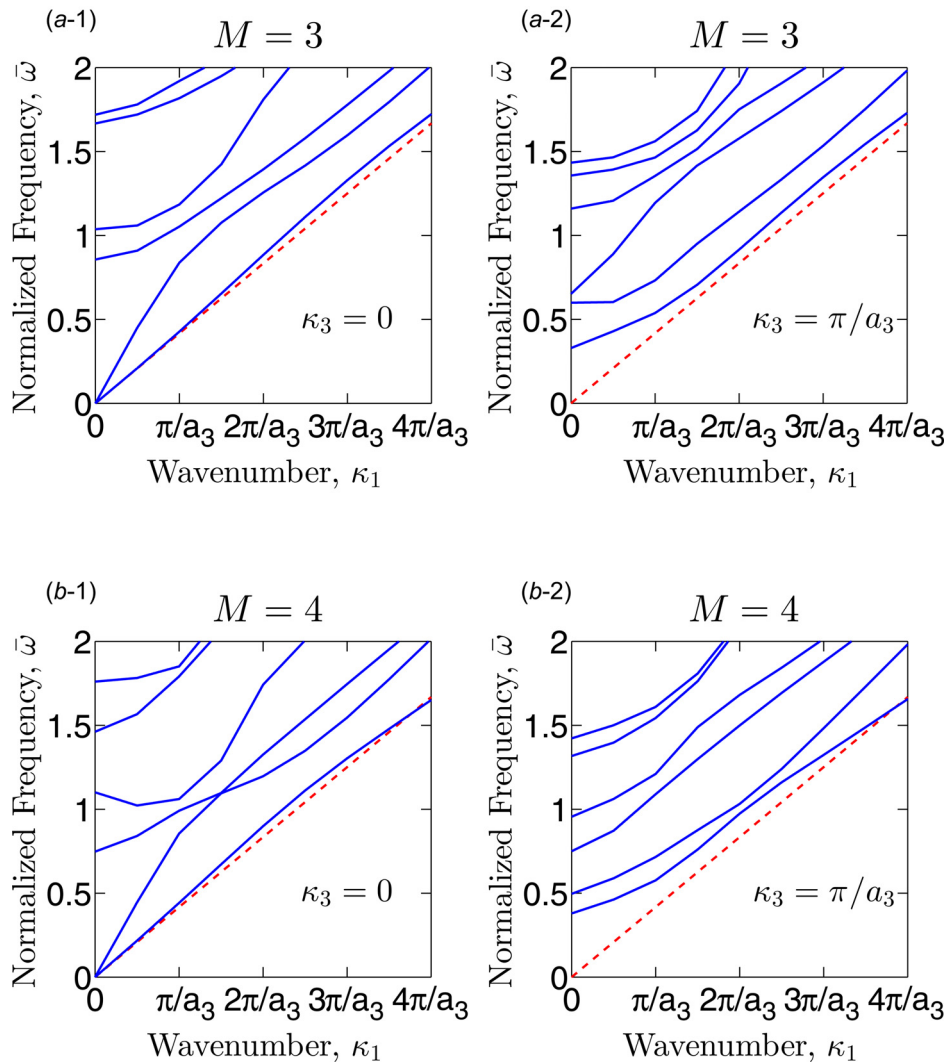 (a-1)
M = 3
Normalized Frequency, ω̄
2
1.5
1
0.5
0
κ₃ = 0
0 π/a₃ 2π/a₃ 3π/a₃ 4π/a₃
Wavenumber, κ₁
(a-2)
M = 3
Normalized Frequency, ω̄
2
1.5
1
0.5
0
κ₃ = π/a₃
0 π/a₃ 2π/a₃ 3π/a₃ 4π/a₃
Wavenumber, κ₁
(b-1)
M = 4
Normalized Frequency, ω̄
2
1.5
1
0.5
0
κ₃ = 0
0 π/a₃ 2π/a₃ 3π/a₃ 4π/a₃
Wavenumber, κ₁
(b-2)
M = 4
Normalized Frequency, ω̄
2
1.5
1
0.5
0
κ₃ = π/a₃
0 π/a₃ 2π/a₃ 3π/a₃ 4π/a₃
Wavenumber, κ₁